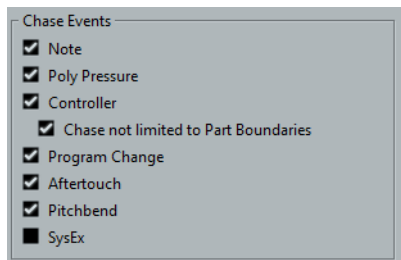 Chase Events
Note
Poly Pressure
Controller
Chase not limited to Part Boundaries
Program Change
Aftertouch
Pitchbend
SysEx